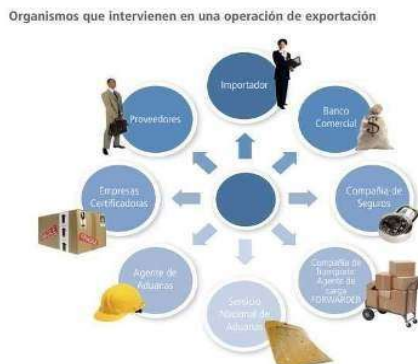 Organismos que intervienen en una operación de exportación
Importador
Proveedores
Banco
Comercial
Empresas
Certificadoras
Compañía de
Seguros
Agente de
Aduanas
Compañía de
Transporte
Agente de
carga
FORWARDER
Servicio
Nacional de
Aduanas